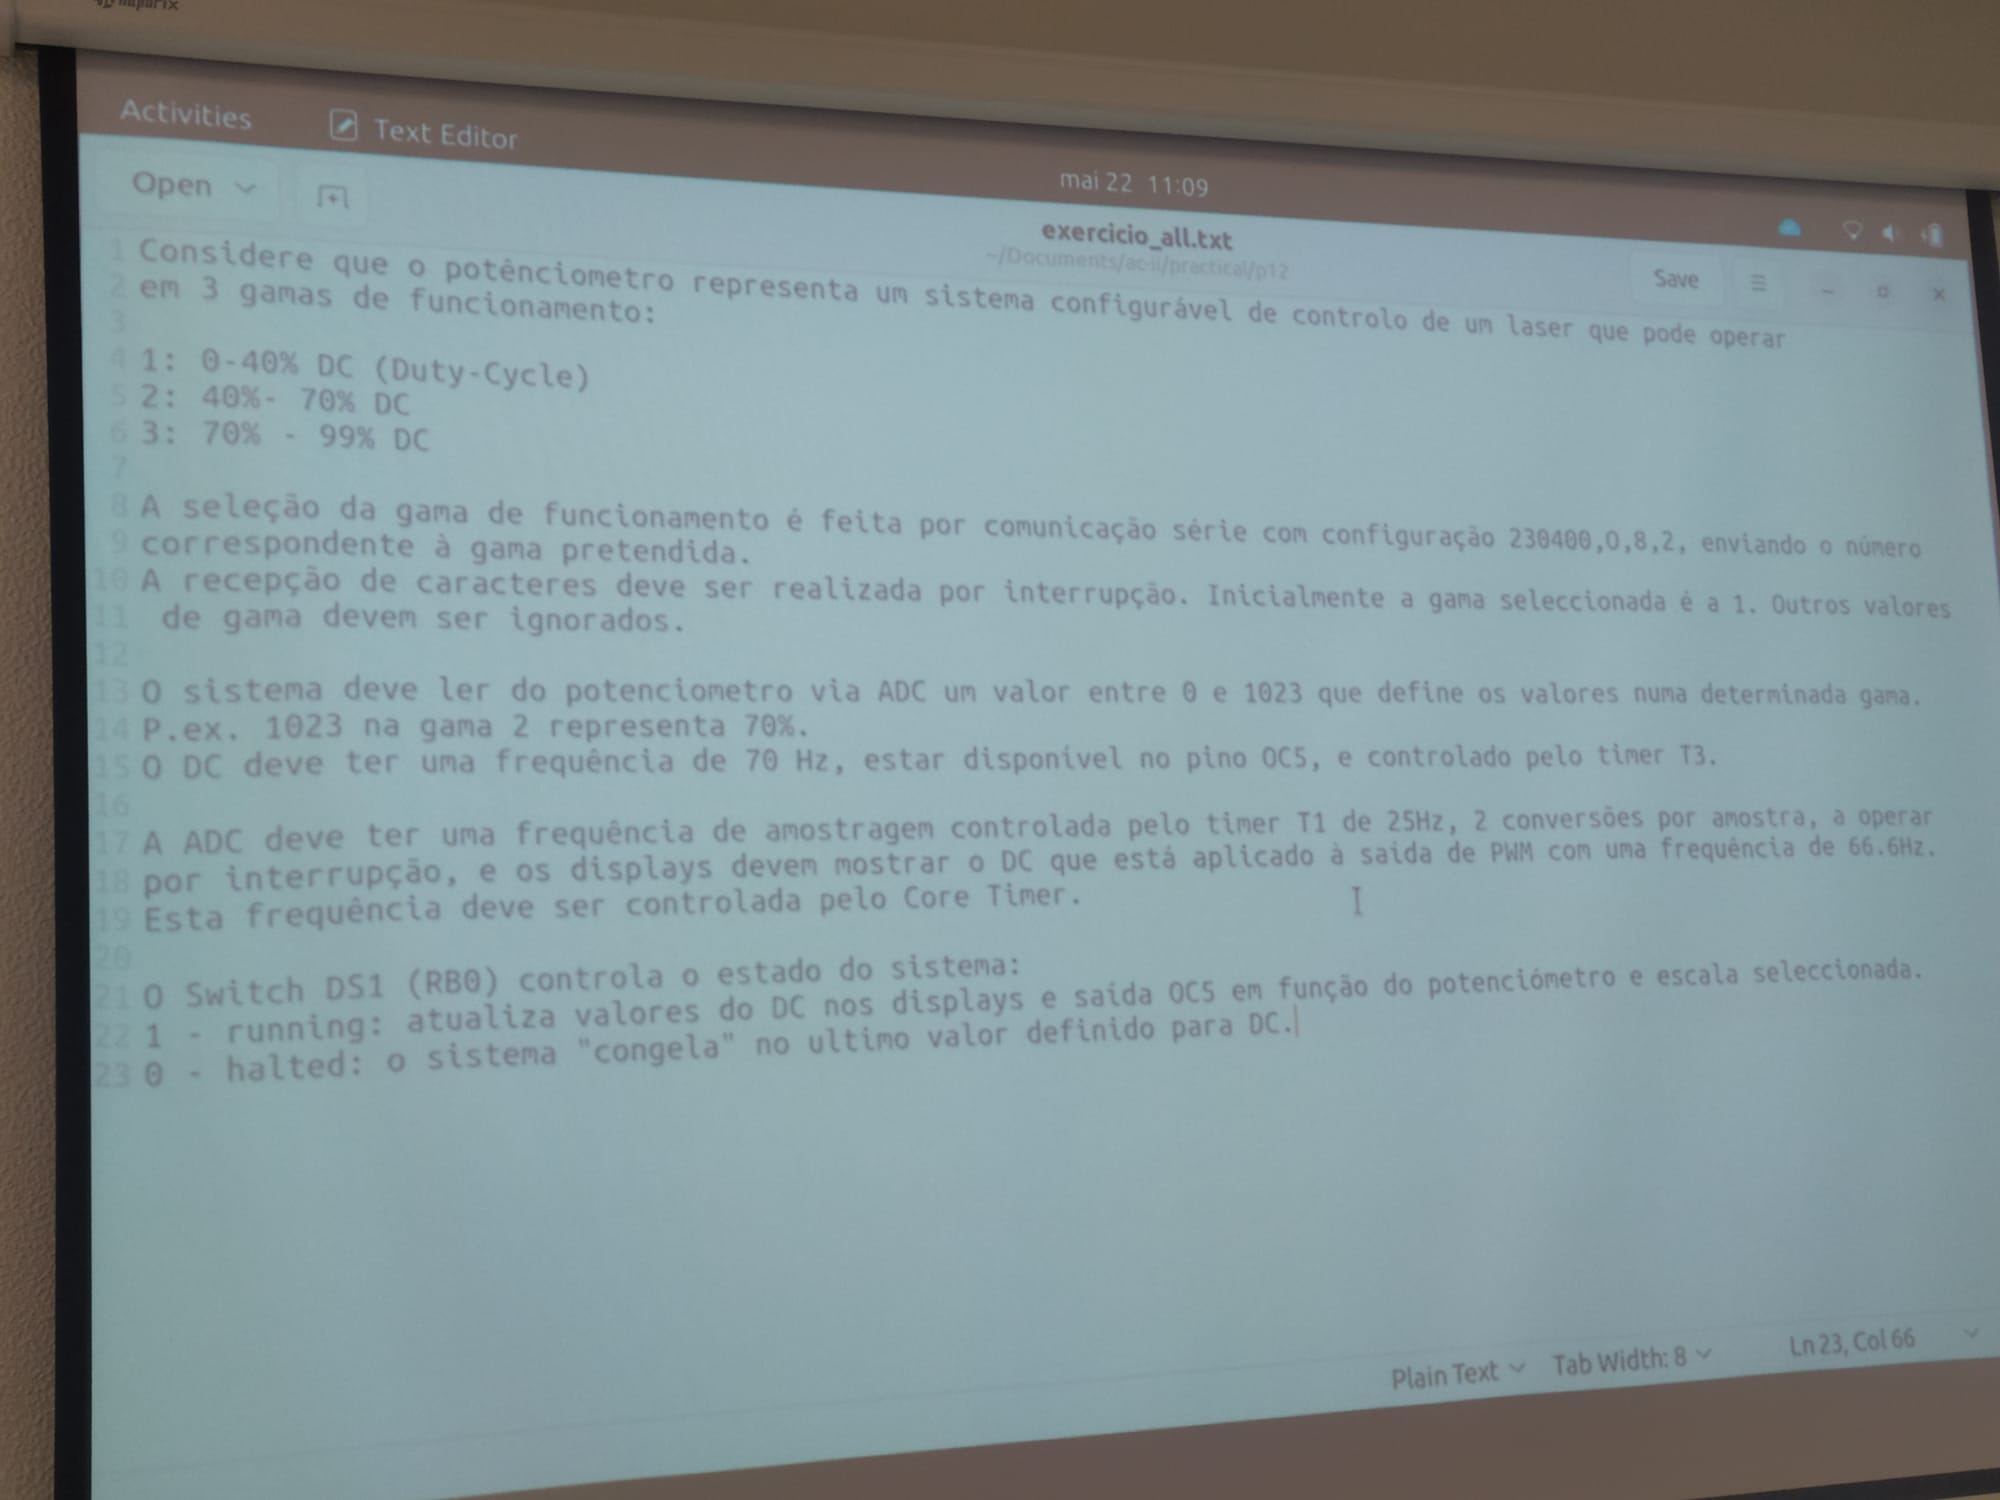 Activities
Text Editor
mai 22 11:09
Open
exercicio_all.txt
~/Documents/ac-ii/practical/p12
Save
1 Considere que o potênciometro representa um sistema configurável de controlo de um laser que pode operar
2 em 3 gamas de funcionamento:
3
4 1: 0-40% DC (Duty-Cycle)
5 2: 40%- 70% DC
6 3: 70% - 99% DC
7
8 A seleção da gama de funcionamento é feita por comunicação série com configuração 230400,O,8,2, enviando o número
9 correspondente à gama pretendida.
10 A recepção de caracteres deve ser realizada por interrupção. Inicialmente a gama seleccionada é a 1. Outros valores
11 de gama devem ser ignorados.
12
13 O sistema deve ler do potenciometro via ADC um valor entre 0 e 1023 que define os valores numa determinada gama.
14 P.ex. 1023 na gama 2 representa 70%.
15 O DC deve ter uma frequência de 70 Hz, estar disponível no pino OC5, e controlado pelo timer T3.
16
17 A ADC deve ter uma frequência de amostragem controlada pelo timer T1 de 25Hz, 2 conversões por amostra, a operar
18 por interrupção, e os displays devem mostrar o DC que está aplicado à saida de PWM com uma frequência de 66.6Hz.
19 Esta frequência deve ser controlada pelo Core Timer.
20
21 O Switch DS1 (RB0) controla o estado do sistema:
22 1 - running: atualiza valores do DC nos displays e saída OC5 em função do potenciómetro e escala seleccionada.
23 0 - halted: o sistema "congela" no ultimo valor definido para DC.
Plain Text
Tab Width: 8
Ln 23, Col 66